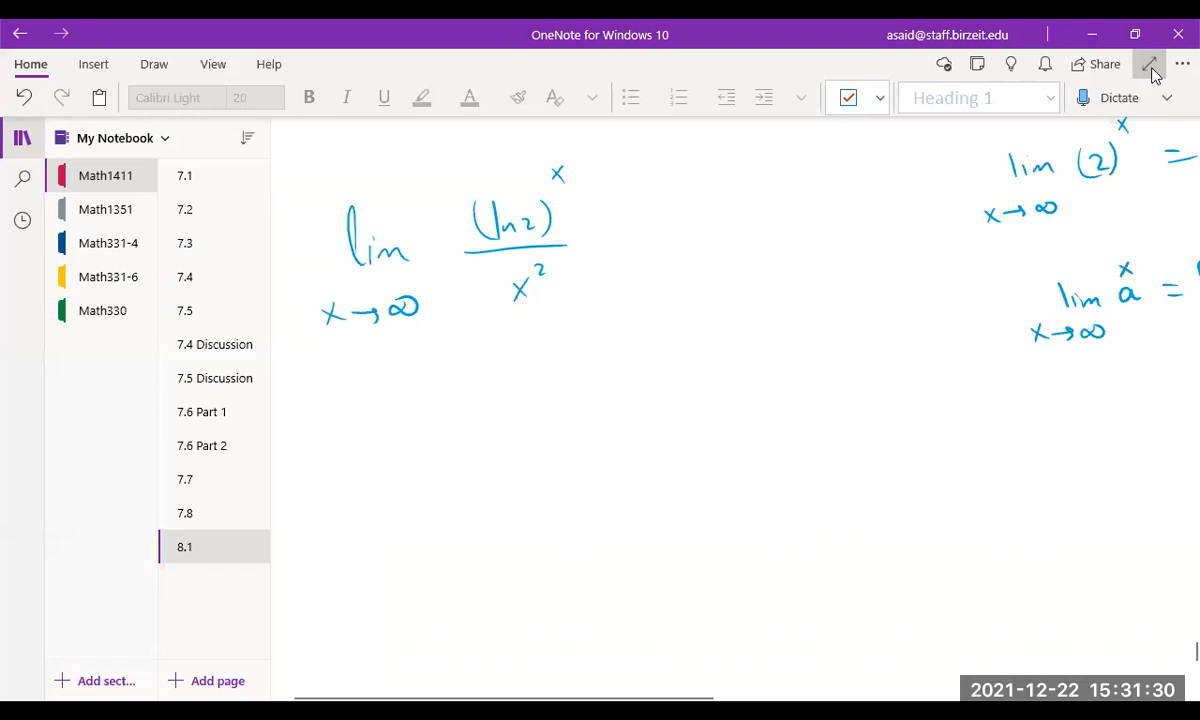 OneNote for Windows 10
asaid@staff.birzeit.edu
Home Insert Draw View Help
Share
Calibri Light 20 B I U A
Heading 1
Dictate
My Notebook
Math1411
Math1351
Math331-4
Math331-6
Math330
7.1
7.2
7.3
7.4
7.5
7.4 Discussion
7.5 Discussion
7.6 Part 1
7.6 Part 2
7.7
7.8
8.1
Add sect...
Add page
lim (ln 2)^x
x → ∞ x^2
lim (2)^x =
x → ∞
lim a^x =
x → ∞
2021-12-22 15:31:30